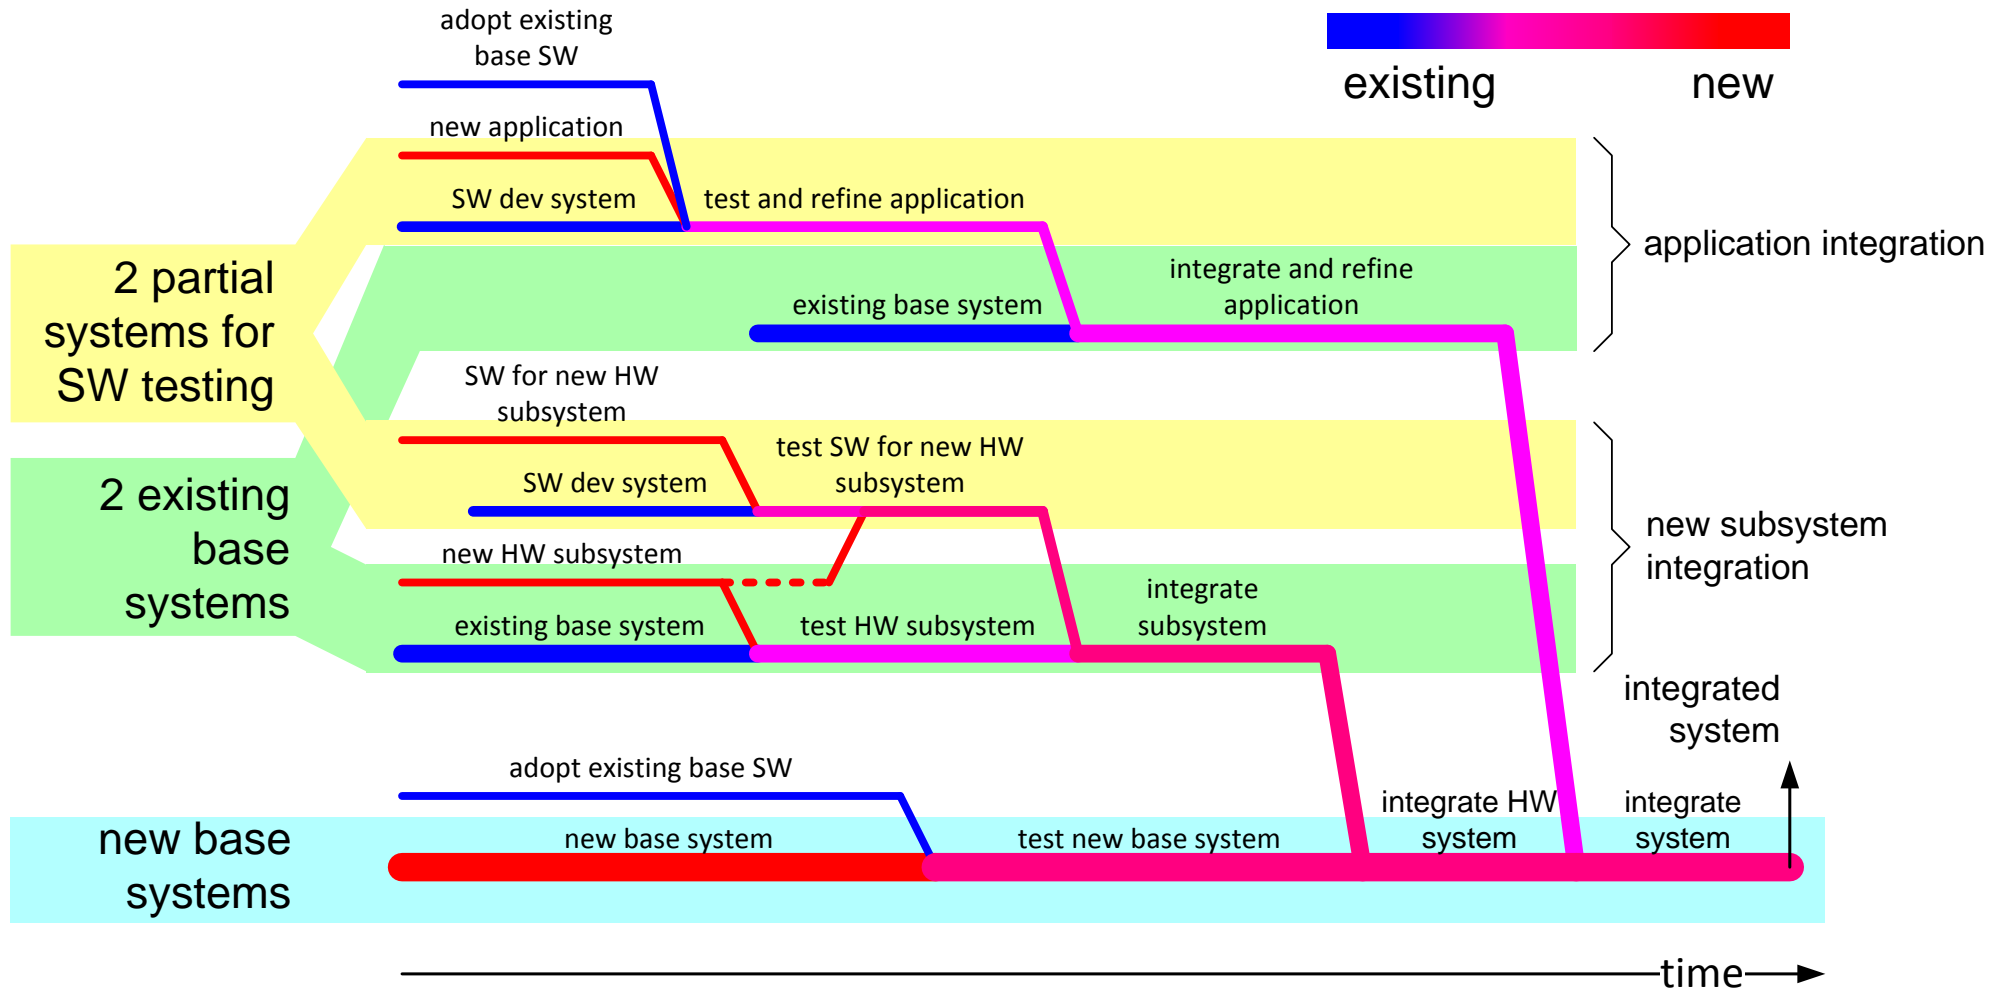 adopt existing
base SW
existing
new
new application
SW dev system
test and refine application
application integration
2 partial
systems for
SW testing
integrate and refine
application
existing base system
SW for new HW
subsystem
test SW for new HW
subsystem
SW dev system
2 existing
base
systems
new subsystem
integration
new HW subsystem
integrate
subsystem
existing base system
test HW subsystem
integrated
system
adopt existing base SW
integrate HW
system
integrate
system
new base
systems
new base system
test new base system
time